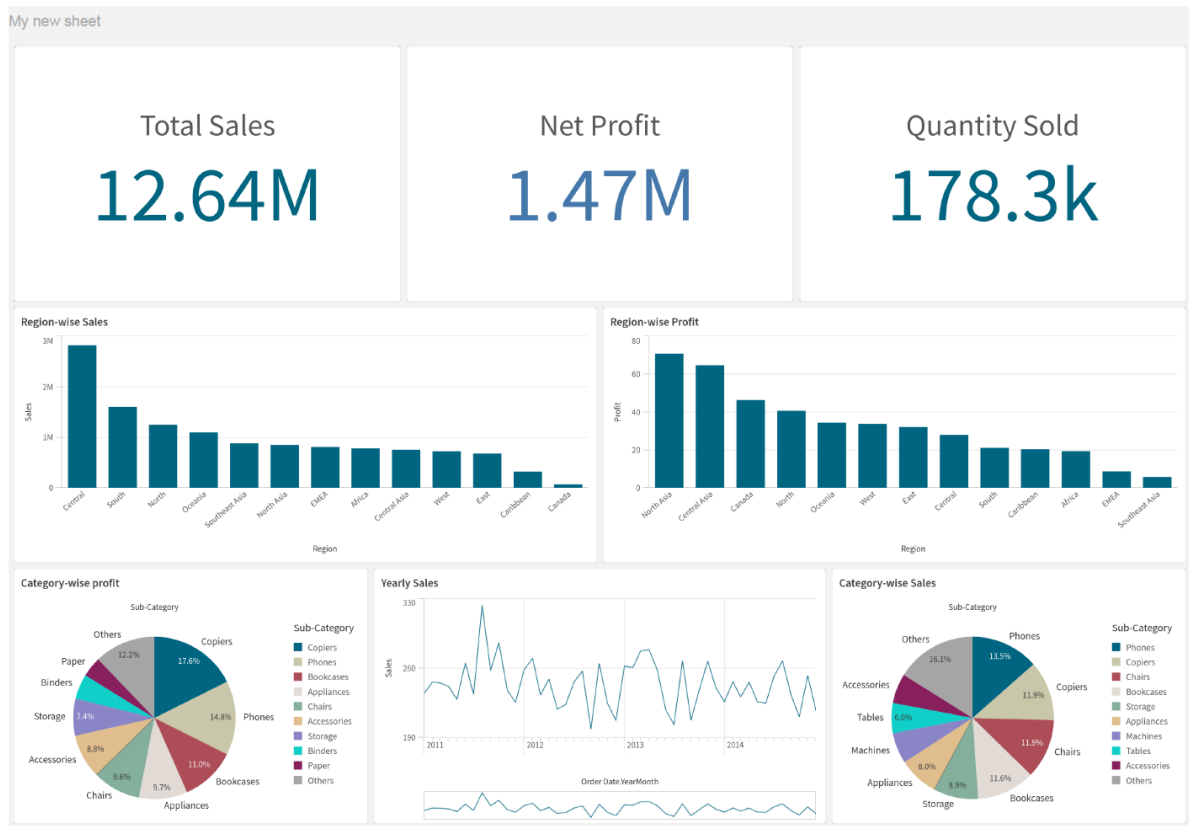 My new sheet
Total Sales
12.64M
Net Profit
1.47M
Quantity Sold
178.3k
Region-wise Sales
3M
2M
1M
0
Sales
Central
South
North
Oceania
Southeast Asia
North Asia
EMEA
Africa
Central Asia
West
East
Caribbean
Canada
Region
Region-wise Profit
80
60
40
20
0
Profit
North Asia
Central Asia
Canada
North
Oceania
West
East
Central
South
Caribbean
Africa
EMEA
Southeast Asia
Region
Category-wise profit
Sub-Category
Others
12.2%
Copiers
17.6%
Paper
Binders
Storage
7.4%
Phones
14.8%
Accessories
8.8%
Bookcases
11.0%
Chairs
9.6%
Appliances
9.7%
Sub-Category
Copiers
Phones
Bookcases
Appliances
Chairs
Accessories
Storage
Binders
Paper
Others
Yearly Sales
330
260
190
Sales
2011
2012
2013
2014
Order Date.YearMonth
Category-wise Sales
Sub-Category
Others
16.1%
Phones
13.5%
Accessories
Copiers
11.9%
Tables
6.0%
Machines
Chairs
11.9%
Appliances
8.0%
Storage
8.9%
Bookcases
11.6%
Sub-Category
Phones
Copiers
Chairs
Bookcases
Storage
Appliances
Machines
Tables
Accessories
Others